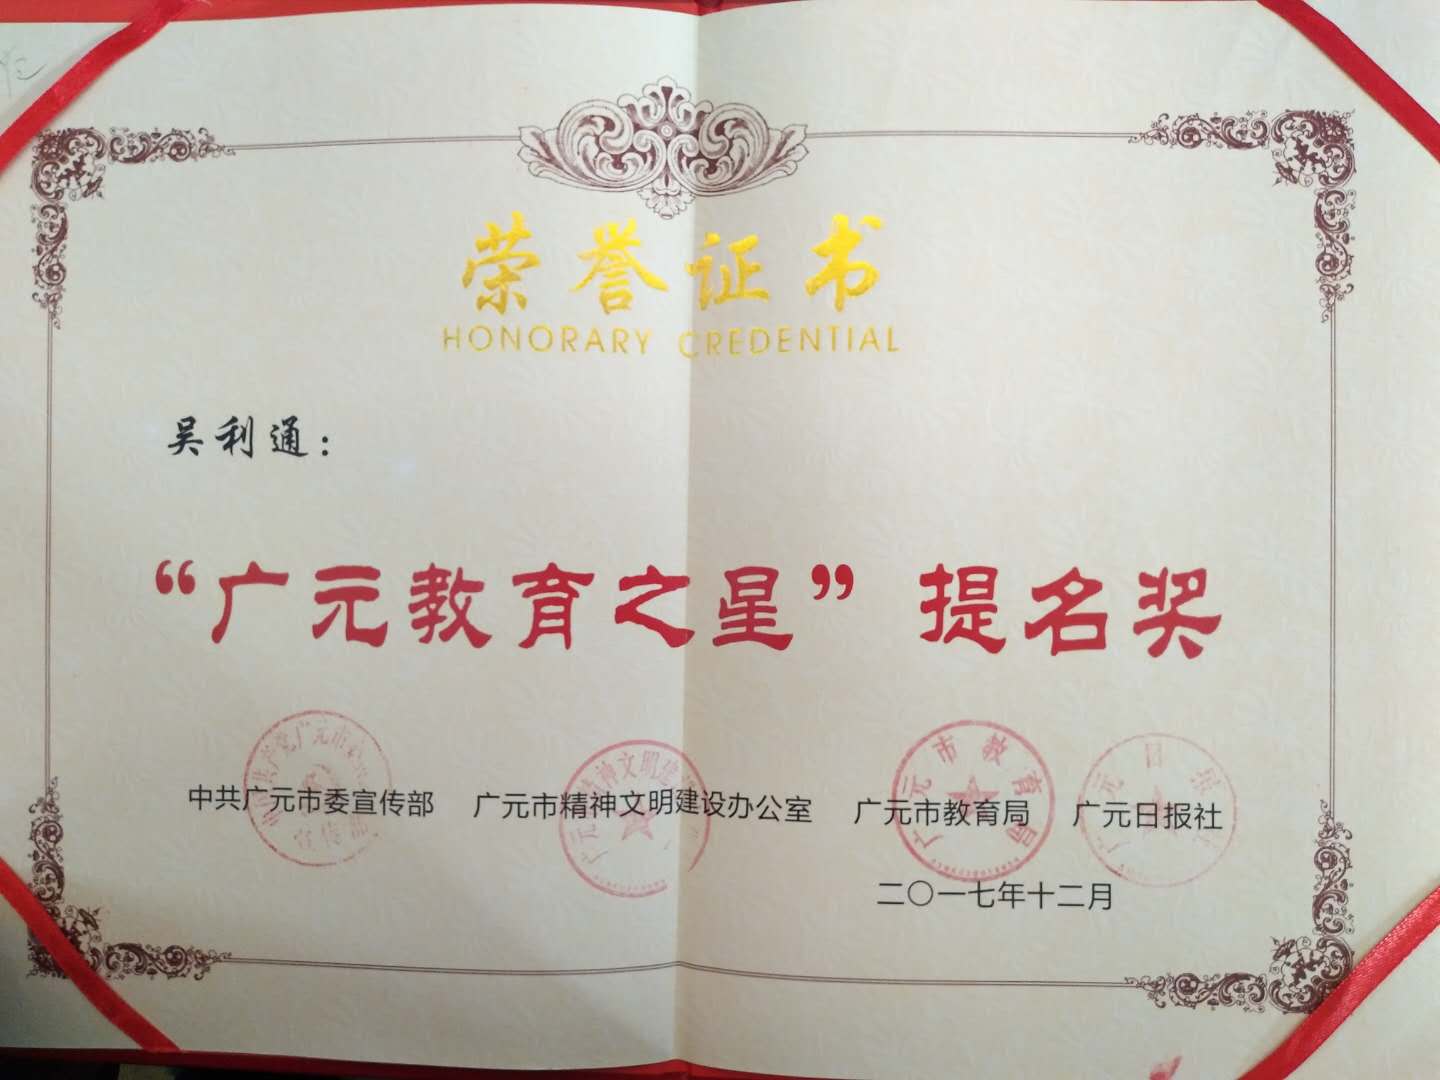 荣誉证书
HONORARY CREDENTIAL
吴利通：
“广元教育之星”提名奖
中共广元市委宣传部 广元市精神文明建设办公室 广元市教育局 广元日报社
二〇一七年十二月